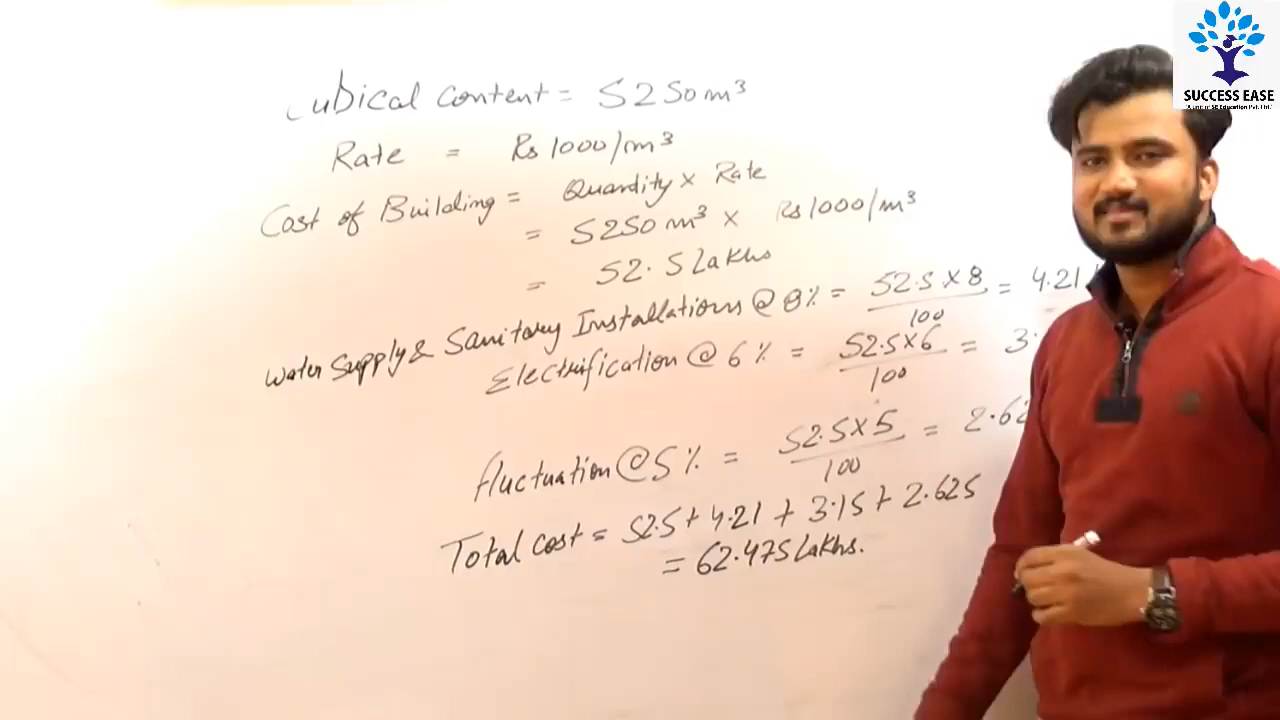 SUCCESS EASE
Cubical content = 5250m³
Rate = Rs 1000/m³
Cost of Building = Quantity × Rate
= 5250 m³ × Rs 1000/m³
= 52.5 Lakhs
Water Supply & Sanitary Installations @ 8% = 52.5 × 8 / 100 = 4.21
Electrification @ 6% = 52.5×6 / 100 = 3.
fluctuation @ 5% = 52.5×5 / 100 = 2.62
Total cost = 52.5 + 4.21 + 3.15 + 2.625
= 62.475 Lakhs.